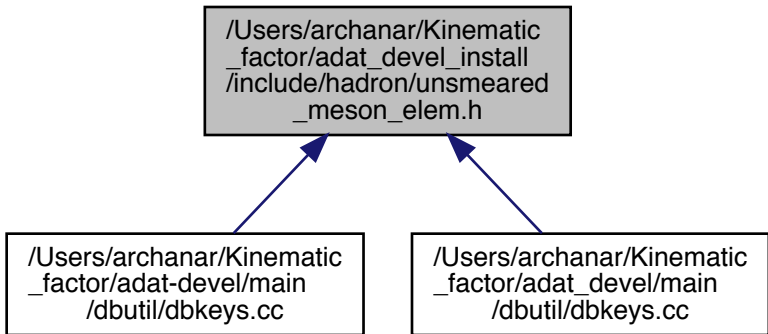 /Users/archanar/Kinematic
_factor/adat_devel_install
/include/hadron/unsmeared
_meson_elem.h
/Users/archanar/Kinematic
_factor/adat-devel/main
/dbutil/dbkeys.cc
/Users/archanar/Kinematic
_factor/adat_devel/main
/dbutil/dbkeys.cc